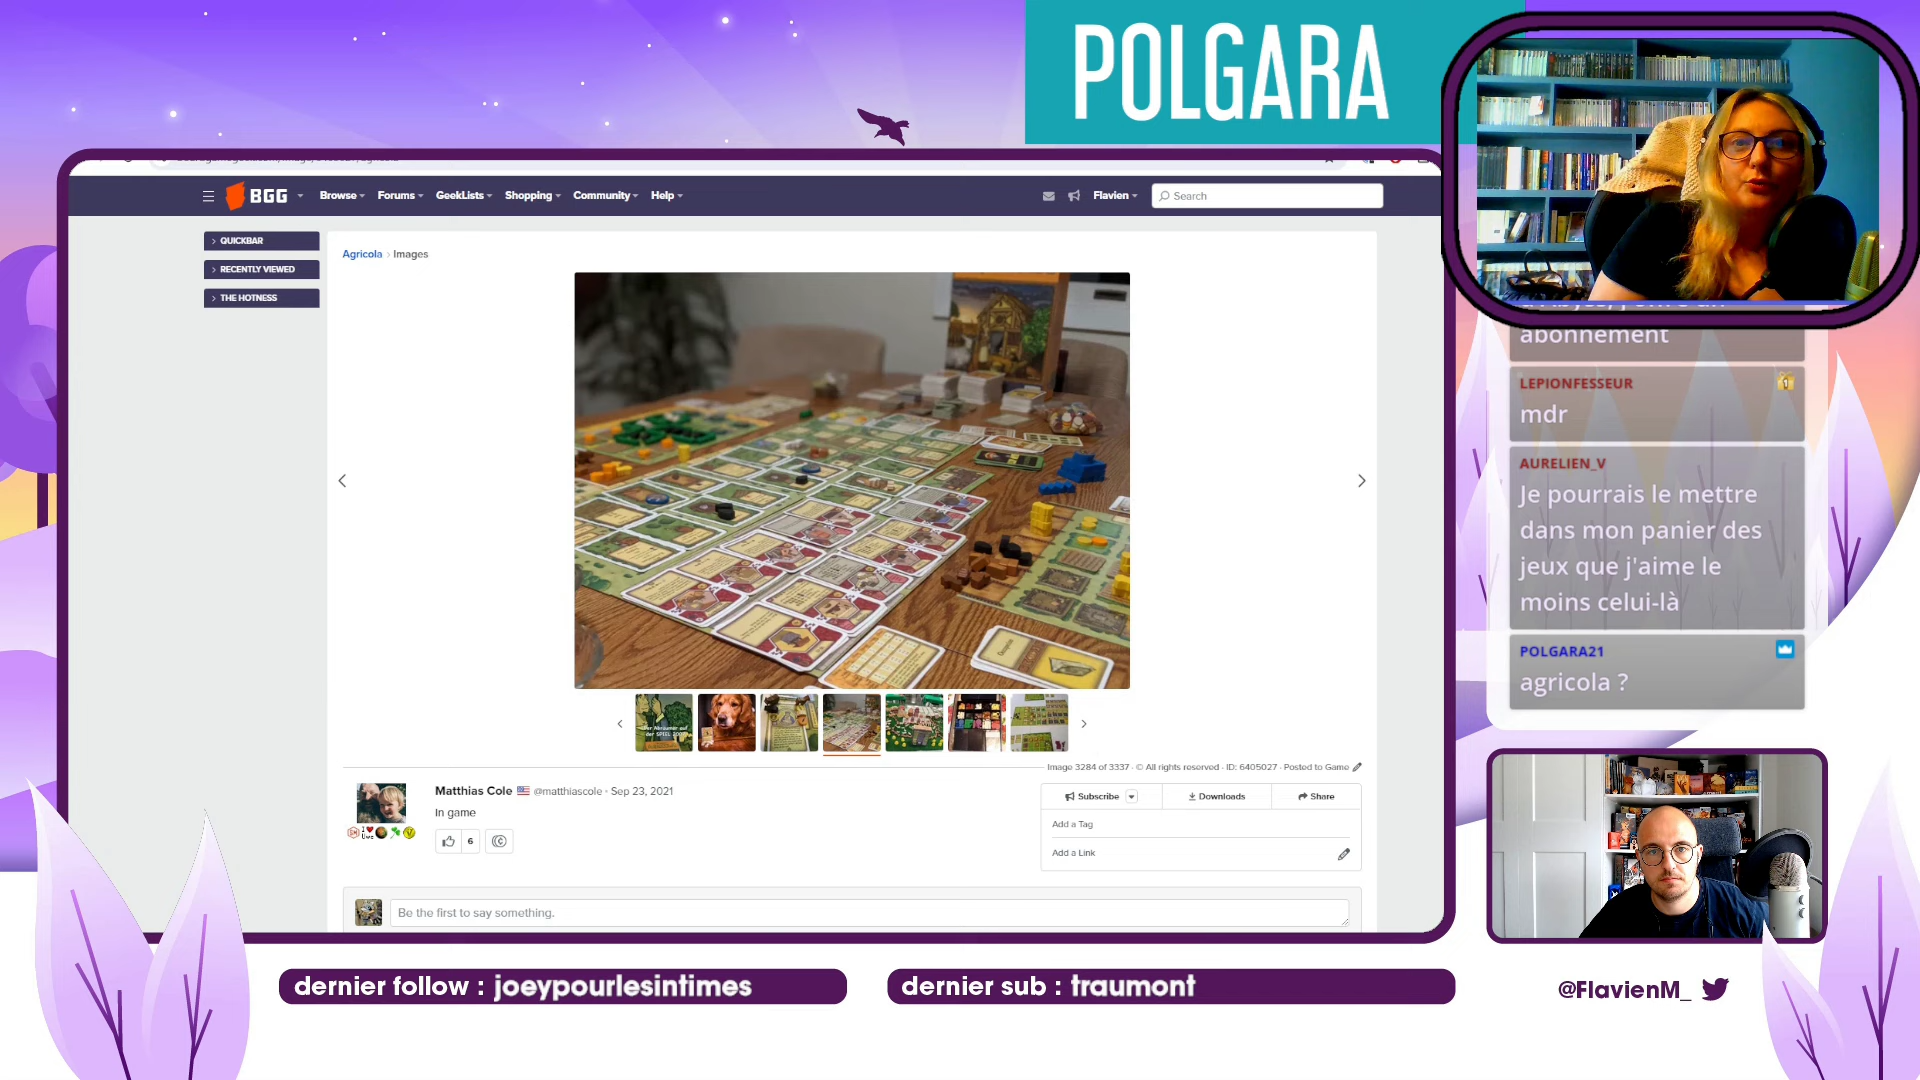 POLGARA
BGG
Browse
Forums
GeekLists
Shopping
Community
Help
Flavien
Search
QUICKBAR
RECENTLY VIEWED
THE HOTNESS
Agricola › Images
Image 3284 of 3337 · © All rights reserved · ID: 6405027 · Posted to Game
Matthias Cole @matthiascole · Sep 23, 2021
In game
6
Subscribe
Downloads
Share
Add a Tag
Add a Link
Be the first to say something.
abonnement
LEPIONFESSEUR
mdr
AURELIEN_V
Je pourrais le mettre
dans mon panier des
jeux que j'aime le
moins celui-là
POLGARA21
agricola ?
dernier follow : joeypourlesintimes
dernier sub : traumont
@FlavienM_